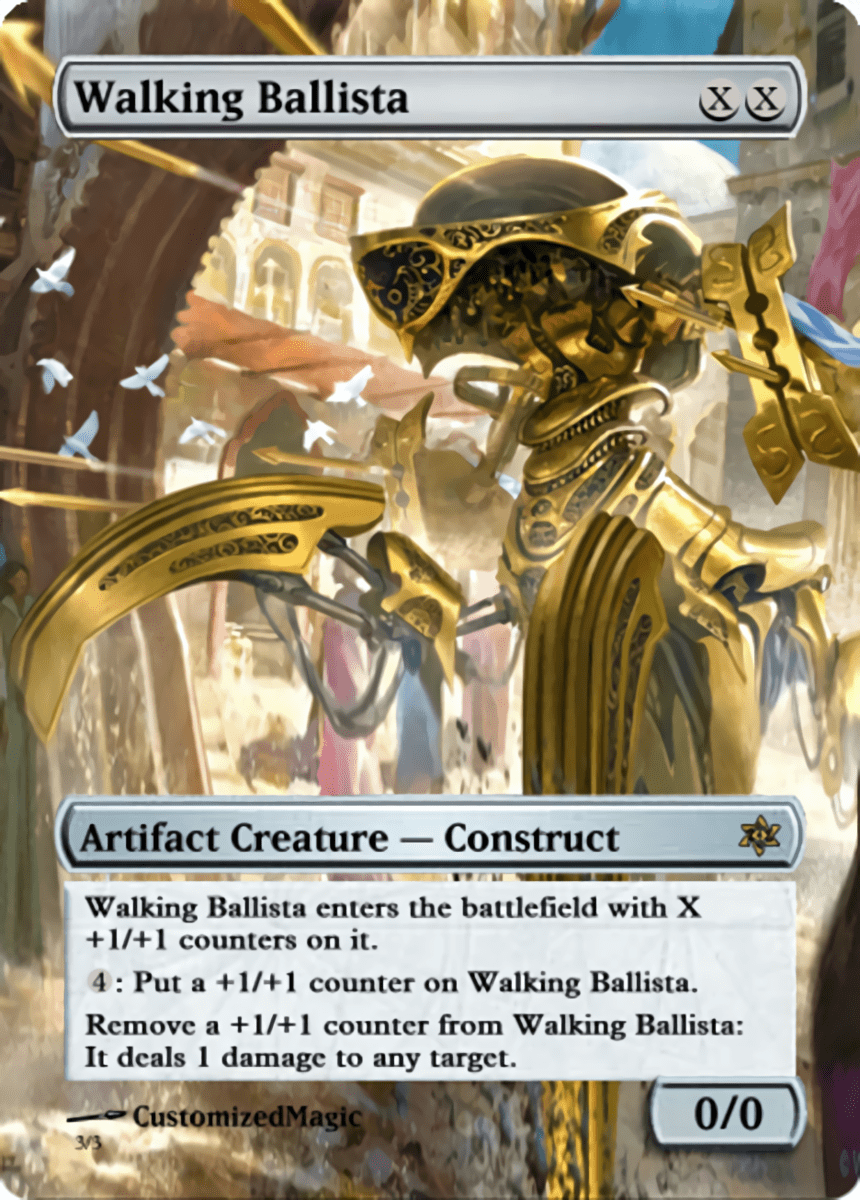 Walking Ballista
X X
Artifact Creature — Construct
Walking Ballista enters the battlefield with X
+1/+1 counters on it.
4: Put a +1/+1 counter on Walking Ballista.
Remove a +1/+1 counter from Walking Ballista:
It deals 1 damage to any target.
0/0
CustomizedMagic
3/3